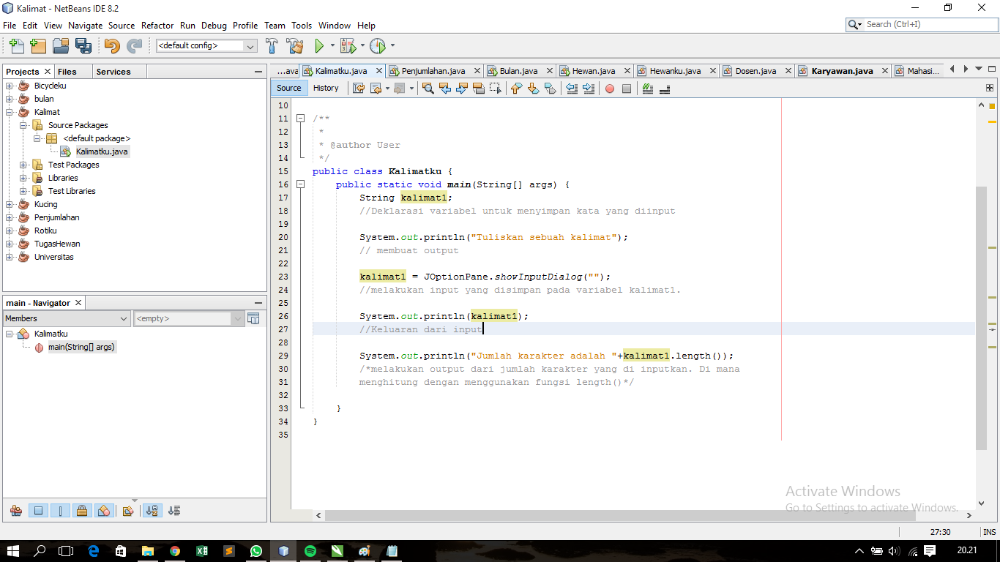 Kalimat - NetBeans IDE 8.2
File Edit View Navigate Source Refactor Run Debug Profile Team Tools Window Help
Search (Ctrl+I)
<default config>
Projects Files Services
Bicydeku
bulan
Kalimat
Source Packages
<default package>
Kalimatku.java
Test Packages
Libraries
Test Libraries
Kucing
Penjumlahan
Rotiku
TugasHewan
Universitas
main - Navigator
Members <empty>
Kalimatku
main(String[] args)
...ava Kalimatku.java Penjumlahan.java Bulan.java Hewan.java Hewanku.java Dosen.java Karyawan.java Mahasi...
Source History
10
11 /**
12 *
13 * @author User
14 */
15 public class Kalimatku {
16 public static void main(String[] args) {
17 String kalimat1;
18 //Deklarasi variabel untuk menyimpan kata yang diinput
19
20 System.out.println("Tuliskan sebuah kalimat");
21 // membuat output
22
23 kalimat1 = JOptionPane.showInputDialog("");
24 //melakukan input yang disimpan pada variabel kalimat1.
25
26 System.out.println(kalimat1);
27 //Keluaran dari input
28
29 System.out.println("Jumlah karakter adalah "+kalimat1.length());
30 /*melakukan output dari jumlah karakter yang di inputkan. Di mana
31 menghitung dengan menggunakan fungsi length()*/
32
33 }
34 }
35
Activate Windows
Go to Settings to activate Windows.
27:30 INS
20.21